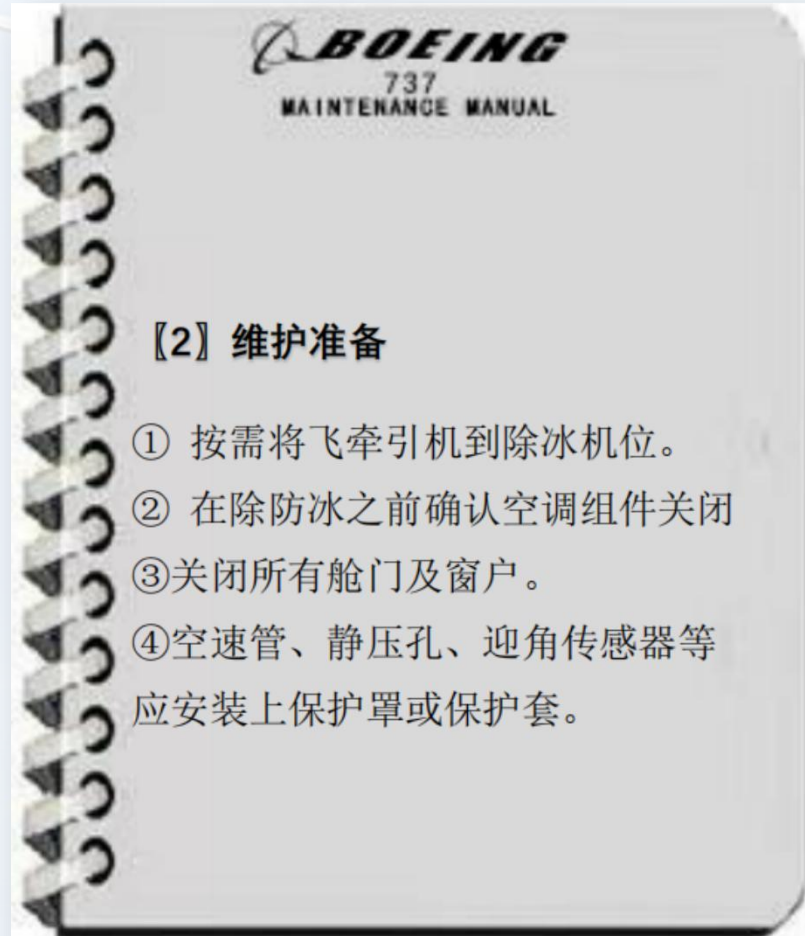 BOEING
737
MAINTENANCE MANUAL
〖2〗维护准备
① 按需将飞牵引机到除冰机位。
② 在除防冰之前确认空调组件关闭
③关闭所有舱门及窗户。
④空速管、静压孔、迎角传感器等
应安装上保护罩或保护套。